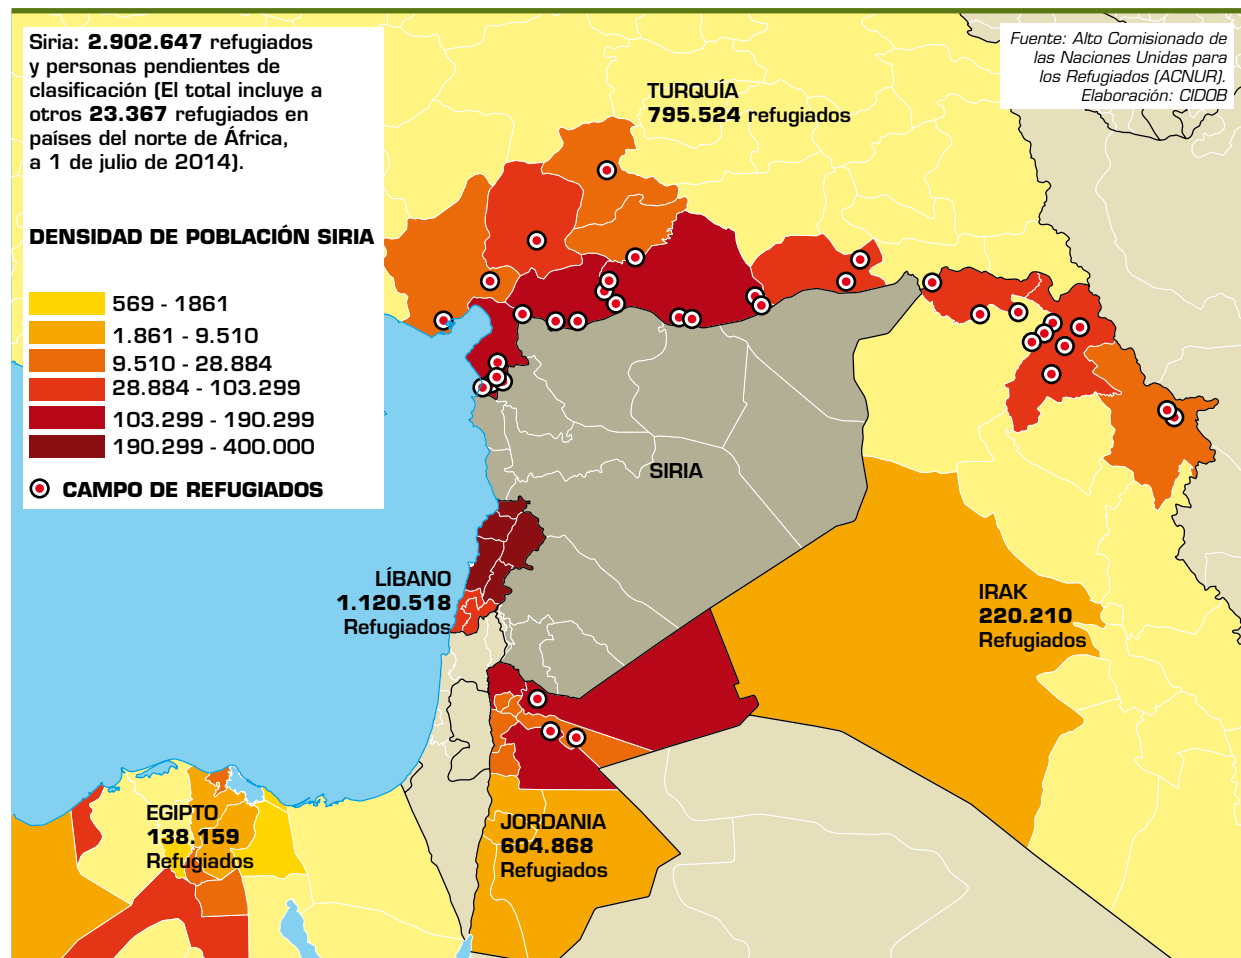 Siria: 2.902.647 refugiados
y personas pendientes de
clasificación (El total incluye a
otros 23.367 refugiados en
países del norte de África,
a 1 de julio de 2014).
Fuente: Alto Comisionado de
las Naciones Unidas para
los Refugiados (ACNUR).
Elaboración: CIDOB
TURQUÍA
795.524 refugiados
DENSIDAD DE POBLACIÓN SIRIA
569 - 1861
1.861 - 9.510
9.510 - 28.884
28.884 - 103.299
103.299 - 190.299
190.299 - 400.000
CAMPO DE REFUGIADOS
SIRIA
LÍBANO
1.120.518
Refugiados
IRAK
220.210
Refugiados
EGIPTO
138.159
Refugiados
JORDANIA
604.868
Refugiados